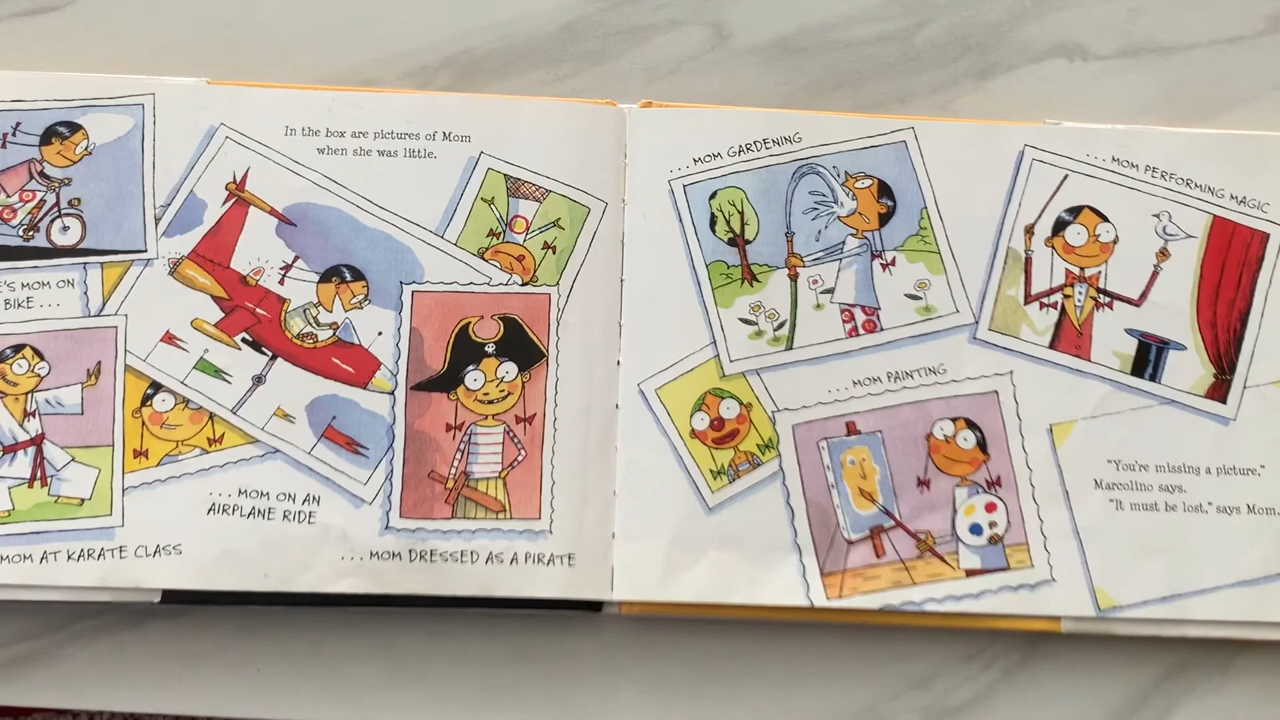 In the box are pictures of Mom
when she was little.
E'S MOM ON
BIKE...
...MOM ON AN
AIRPLANE RIDE
MOM AT KARATE CLASS
...MOM DRESSED AS A PIRATE
...MOM GARDENING
...MOM PERFORMING MAGIC
...MOM PAINTING
"You're missing a picture,"
Marcolino says.
"It must be lost," says Mom.